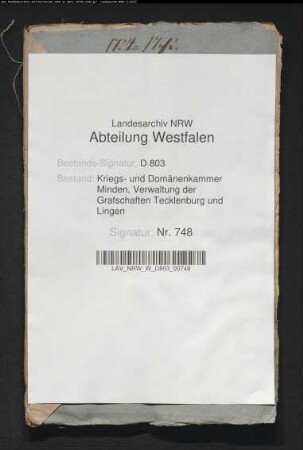 Landesarchiv NRW
Abteilung Westfalen
Bestands-Signatur: D 803
Bestand: Kriegs- und Domänenkammer
Minden, Verwaltung der
Grafschaften Tecklenburg und
Lingen
Signatur: Nr. 748
LAV_NRW_W_D803_00748